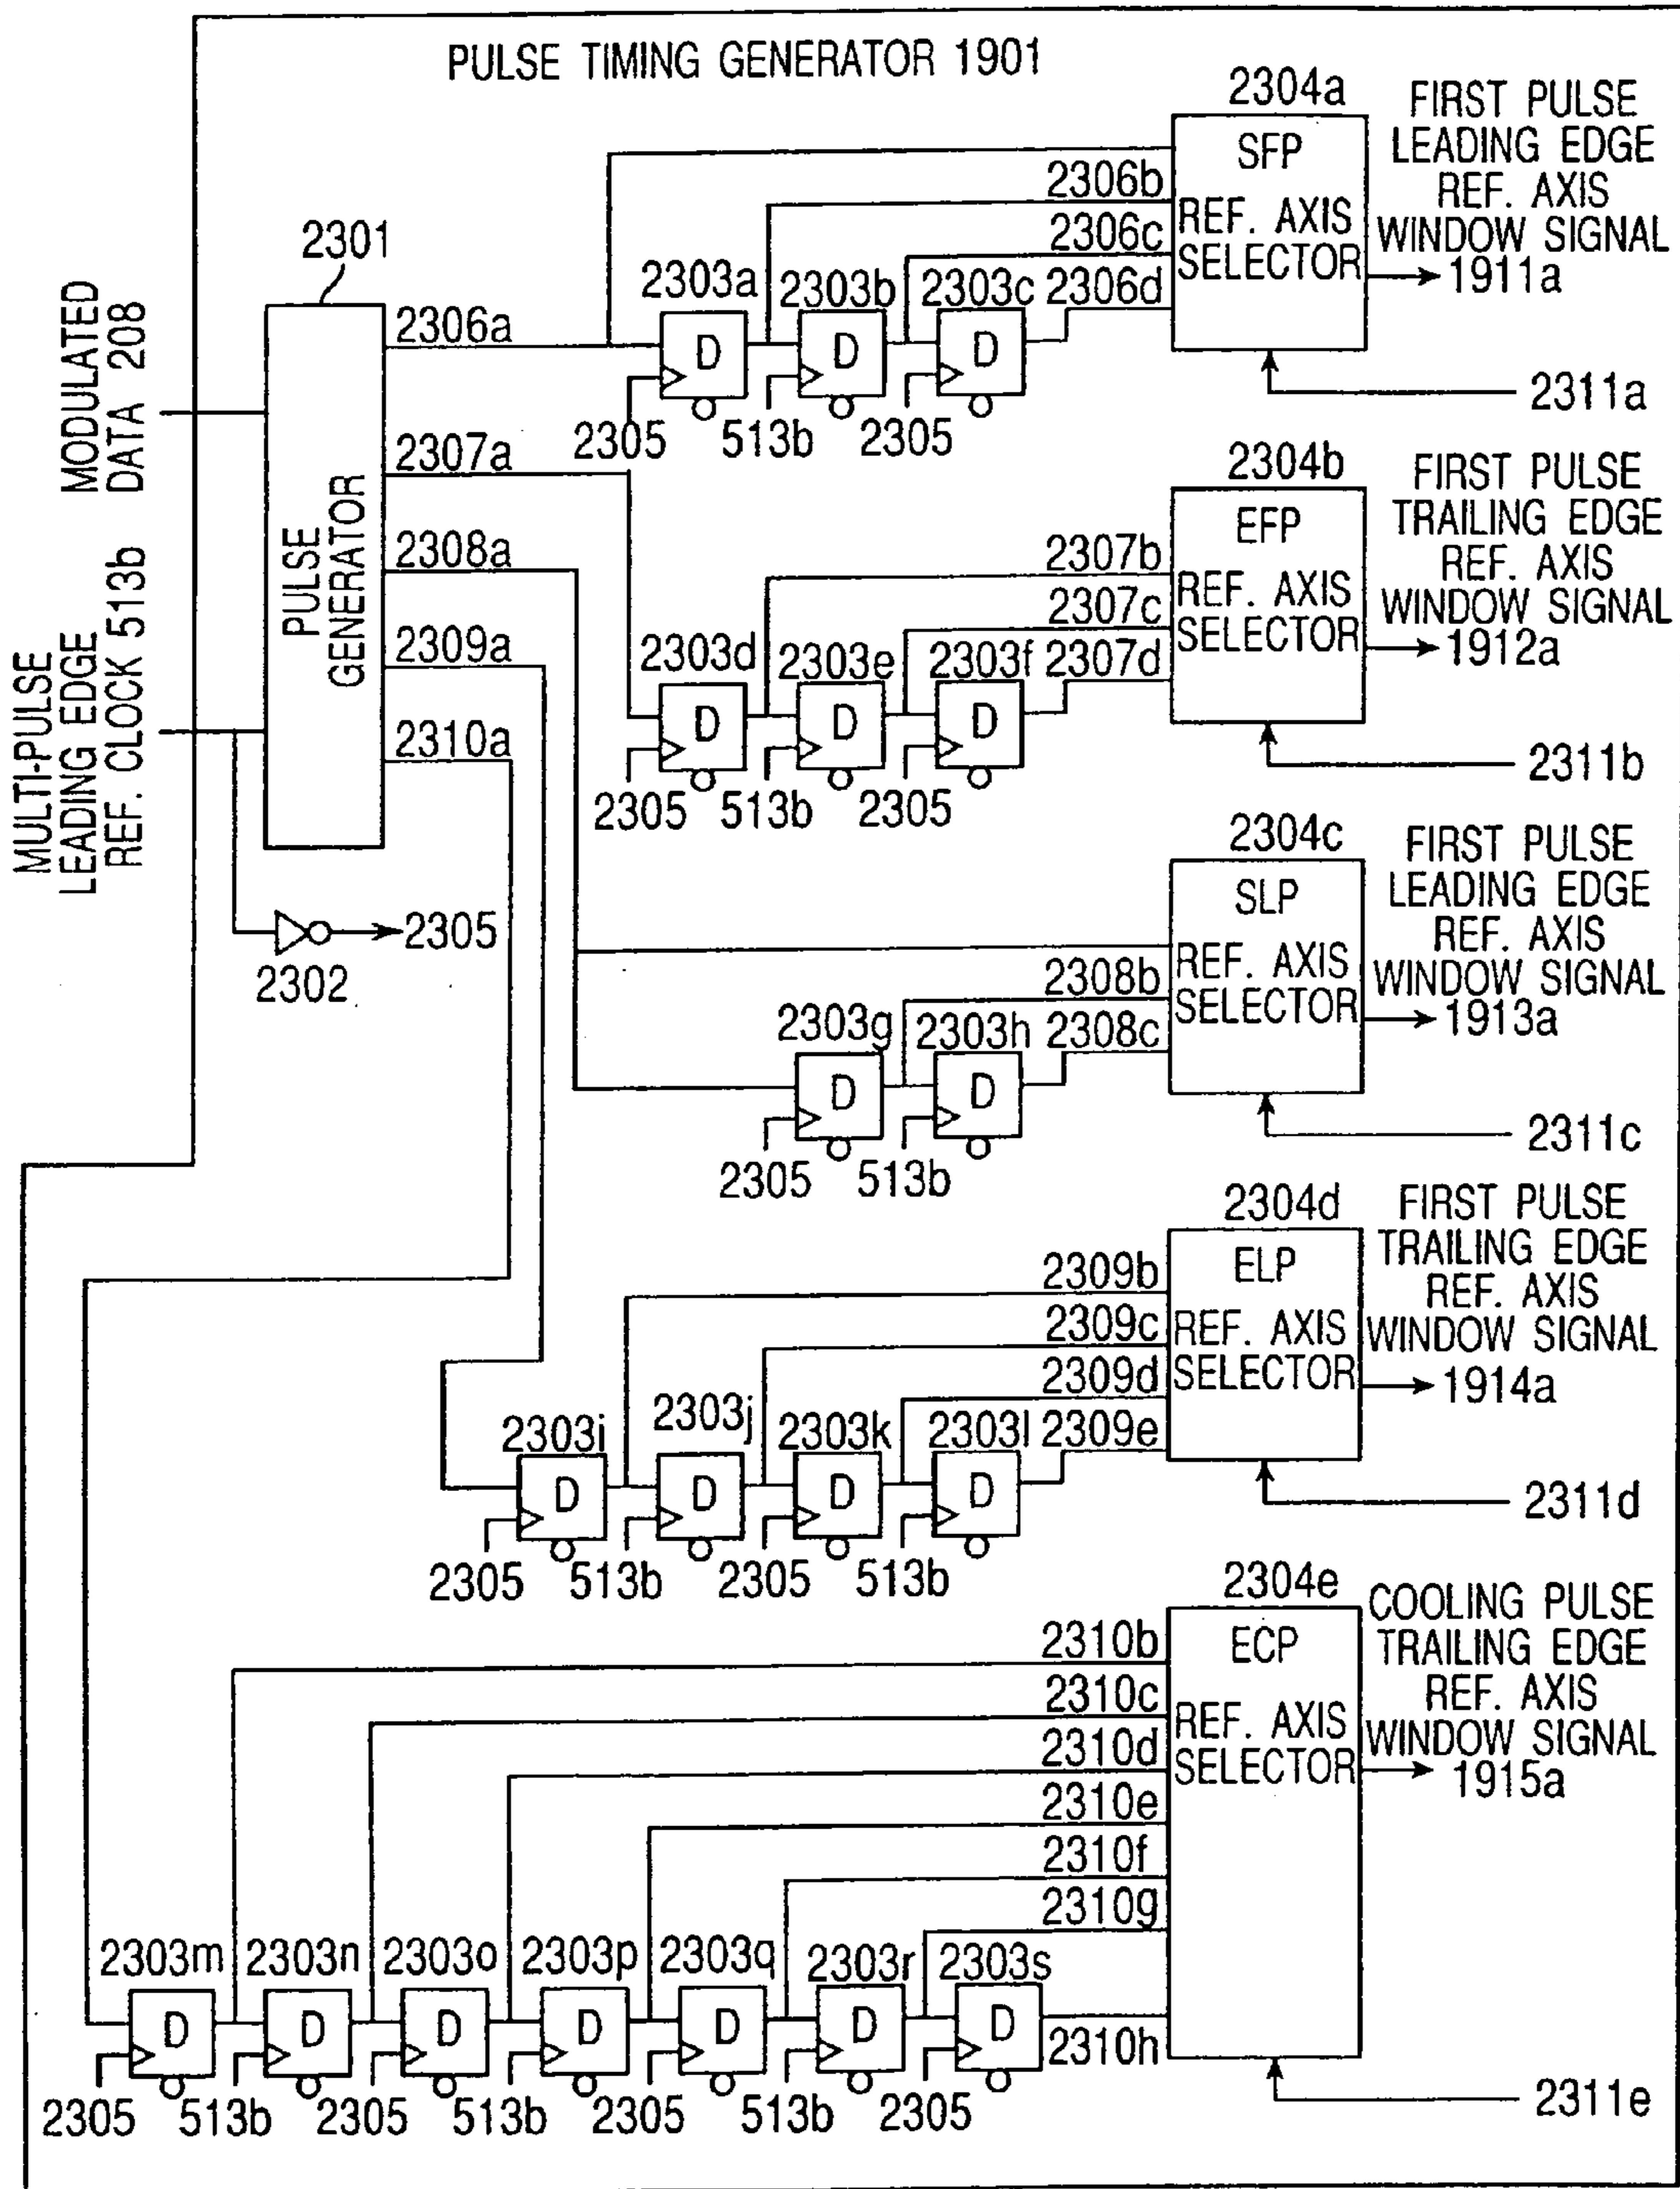 PULSE TIMING GENERATOR 1901
2304a
SFP
REF. AXIS
SELECTOR
FIRST PULSE
LEADING EDGE
REF. AXIS
WINDOW SIGNAL
1911a
2306b
2306c
2306d
2301
2303a
2303b
2303c
MODULATED
DATA 208
2306a
D
D
D
2305
513b
2305
2311a
2307a
2304b
EFP
REF. AXIS
SELECTOR
FIRST PULSE
TRAILING EDGE
REF. AXIS
WINDOW SIGNAL
1912a
PULSE
GENERATOR
2308a
2307b
2307c
2307d
MULTI-PULSE
LEADING EDGE
REF. CLOCK 513b
2309a
2303d
2303e
2303f
D
D
D
2310a
2305
513b
2305
2311b
2305
2302
2304c
SLP
REF. AXIS
SELECTOR
FIRST PULSE
LEADING EDGE
REF. AXIS
WINDOW SIGNAL
1913a
2308b
2308c
2303g
2303h
D
D
2305
513b
2311c
2304d
ELP
REF. AXIS
SELECTOR
FIRST PULSE
TRAILING EDGE
REF. AXIS
WINDOW SIGNAL
1914a
2309b
2309c
2309d
2309e
2303i
2303j
2303k
2303l
D
D
D
D
2305
513b
2305
513b
2311d
2304e
ECP
REF. AXIS
SELECTOR
COOLING PULSE
TRAILING EDGE
REF. AXIS
WINDOW SIGNAL
1915a
2310b
2310c
2310d
2310e
2310f
2310g
2310h
2303m
2303n
2303o
2303p
2303q
2303r
2303s
D
D
D
D
D
D
D
2305
513b
2305
513b
2305
513b
2305
2311e